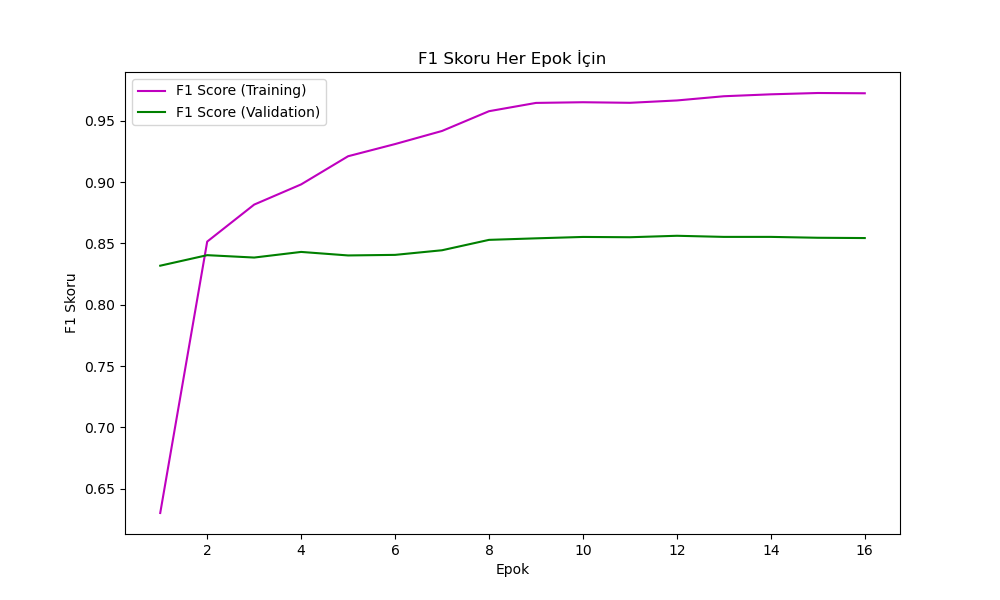 F1 Skoru Her Epok İçin
F1 Score (Training)
F1 Score (Validation)
F1 Skoru
0.95
0.90
0.85
0.80
0.75
0.70
0.65
2 4 6 8 10 12 14 16
Epok